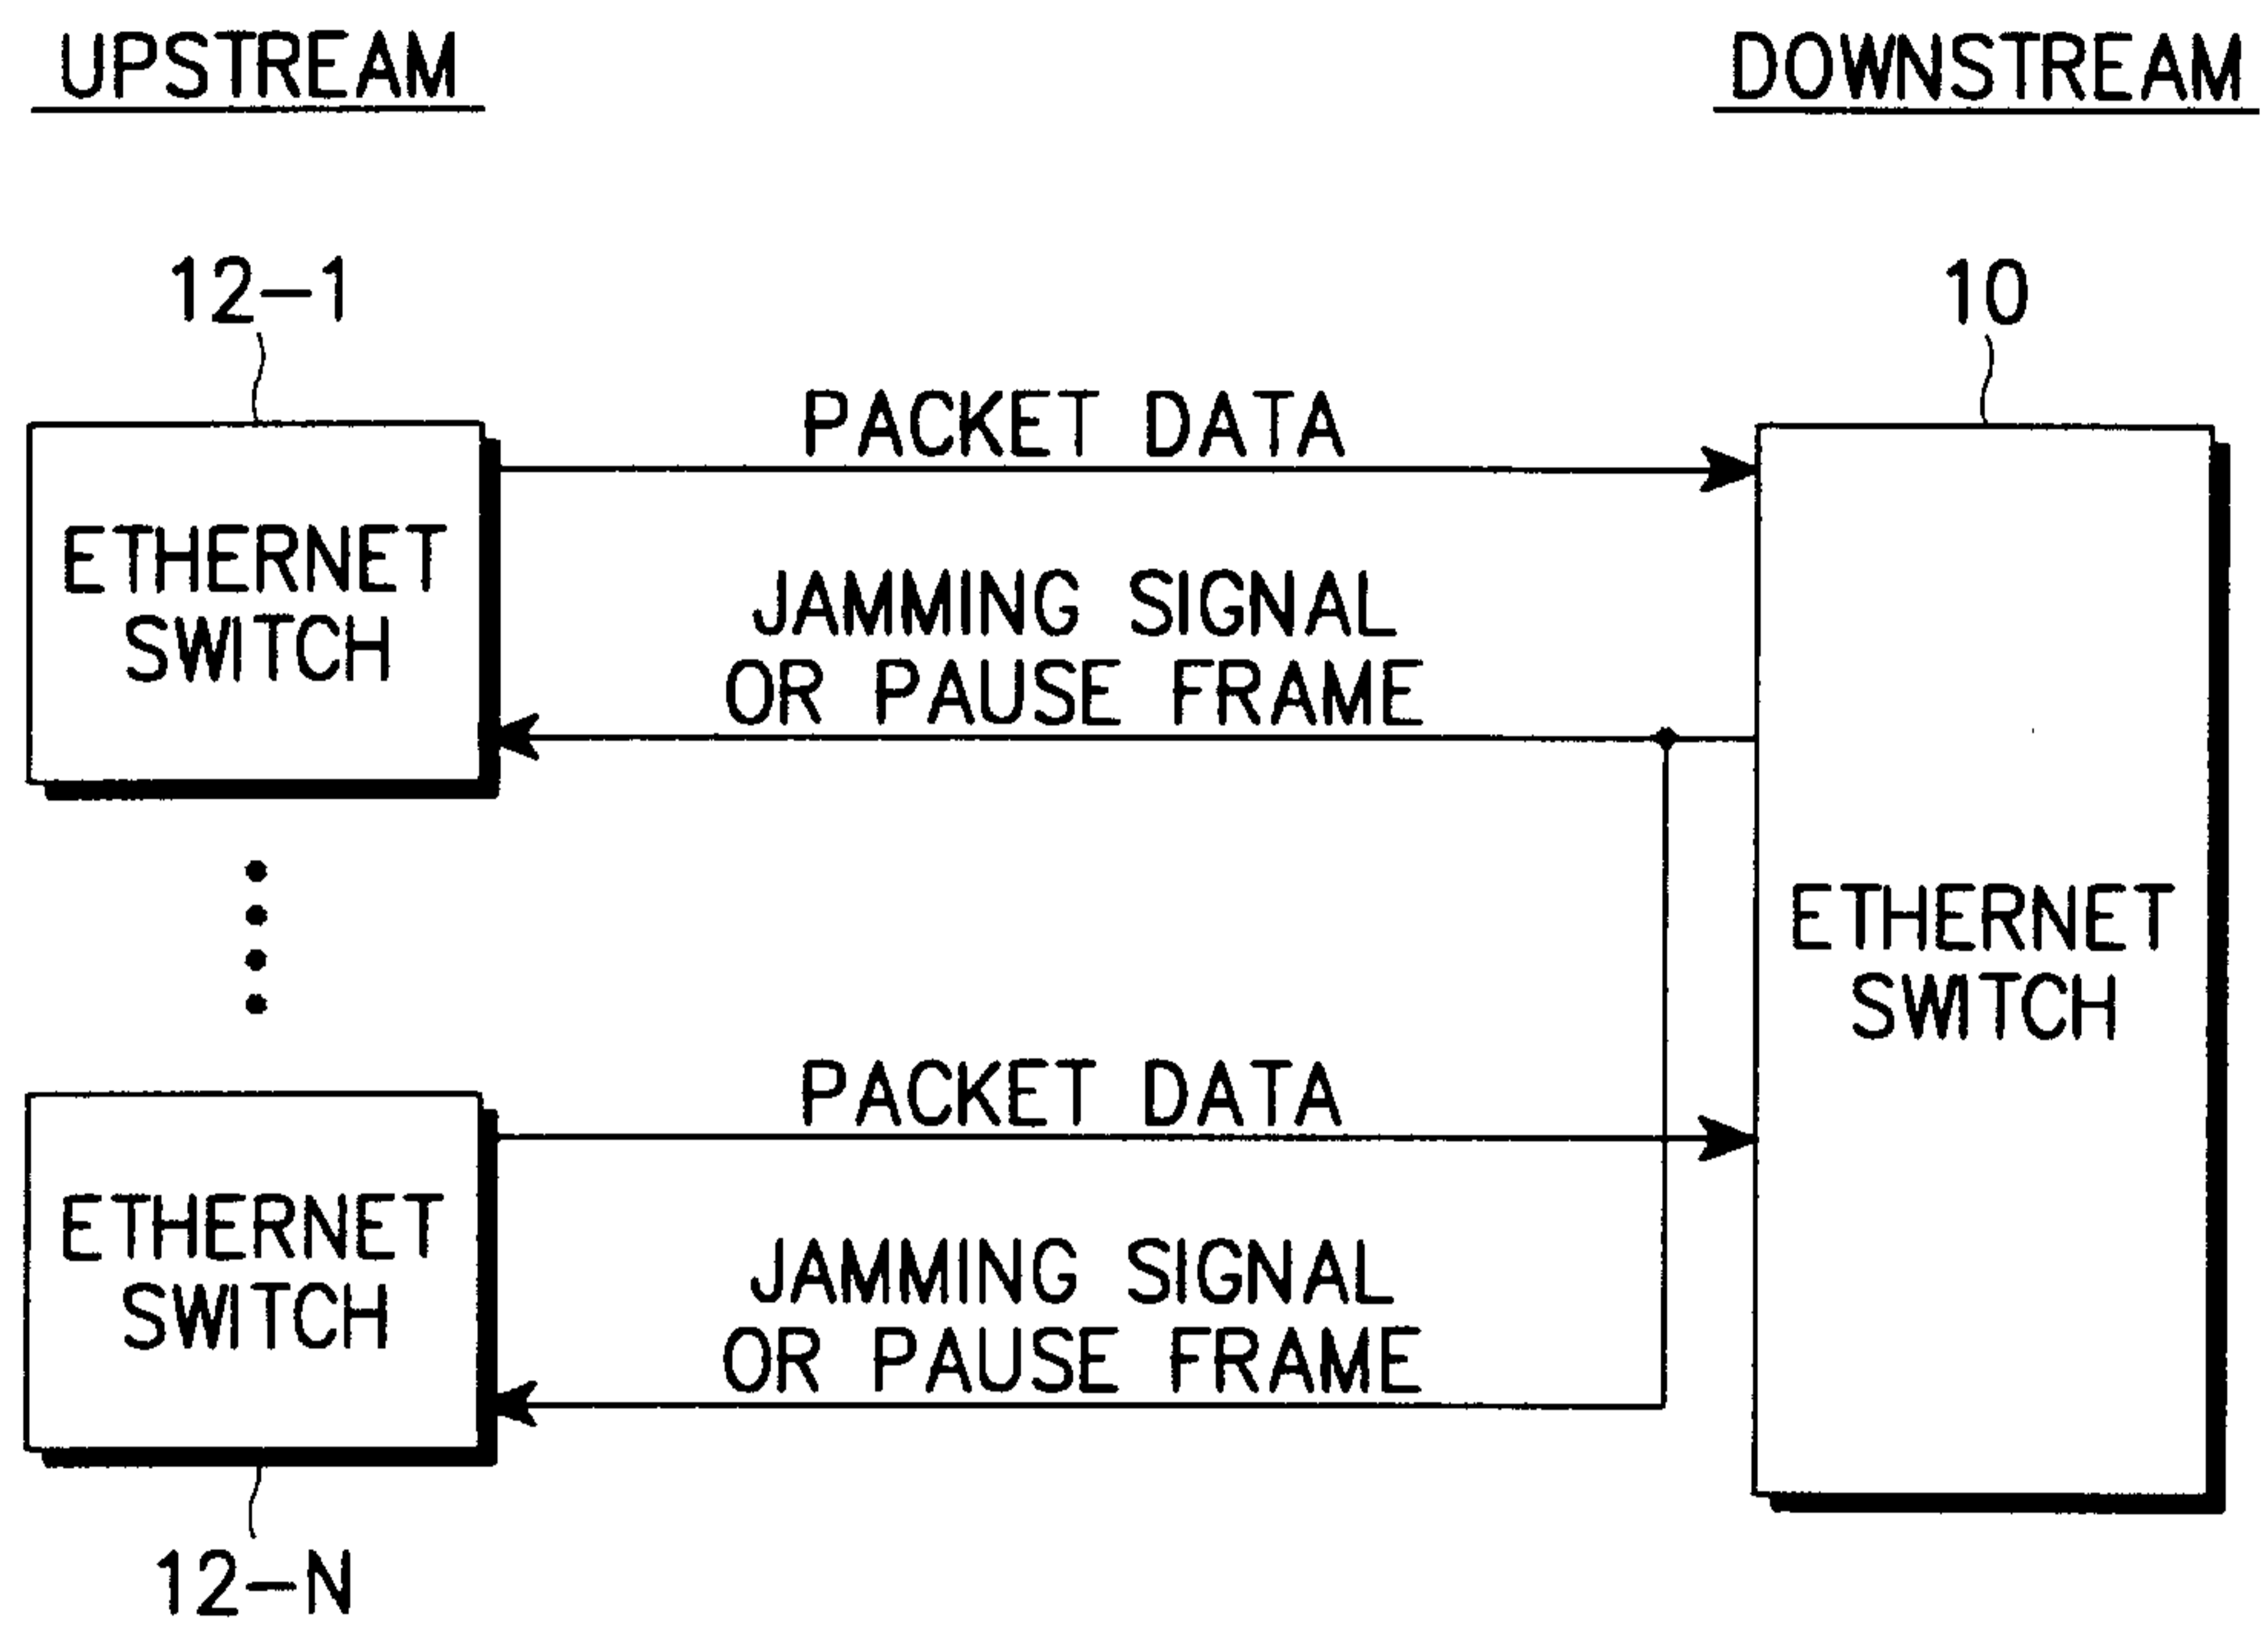 UPSTREAM
DOWNSTREAM
12-1
10
PACKET DATA
ETHERNET
SWITCH
JAMMING SIGNAL
OR PAUSE FRAME
ETHERNET
SWITCH
PACKET DATA
ETHERNET
SWITCH
JAMMING SIGNAL
OR PAUSE FRAME
12-N